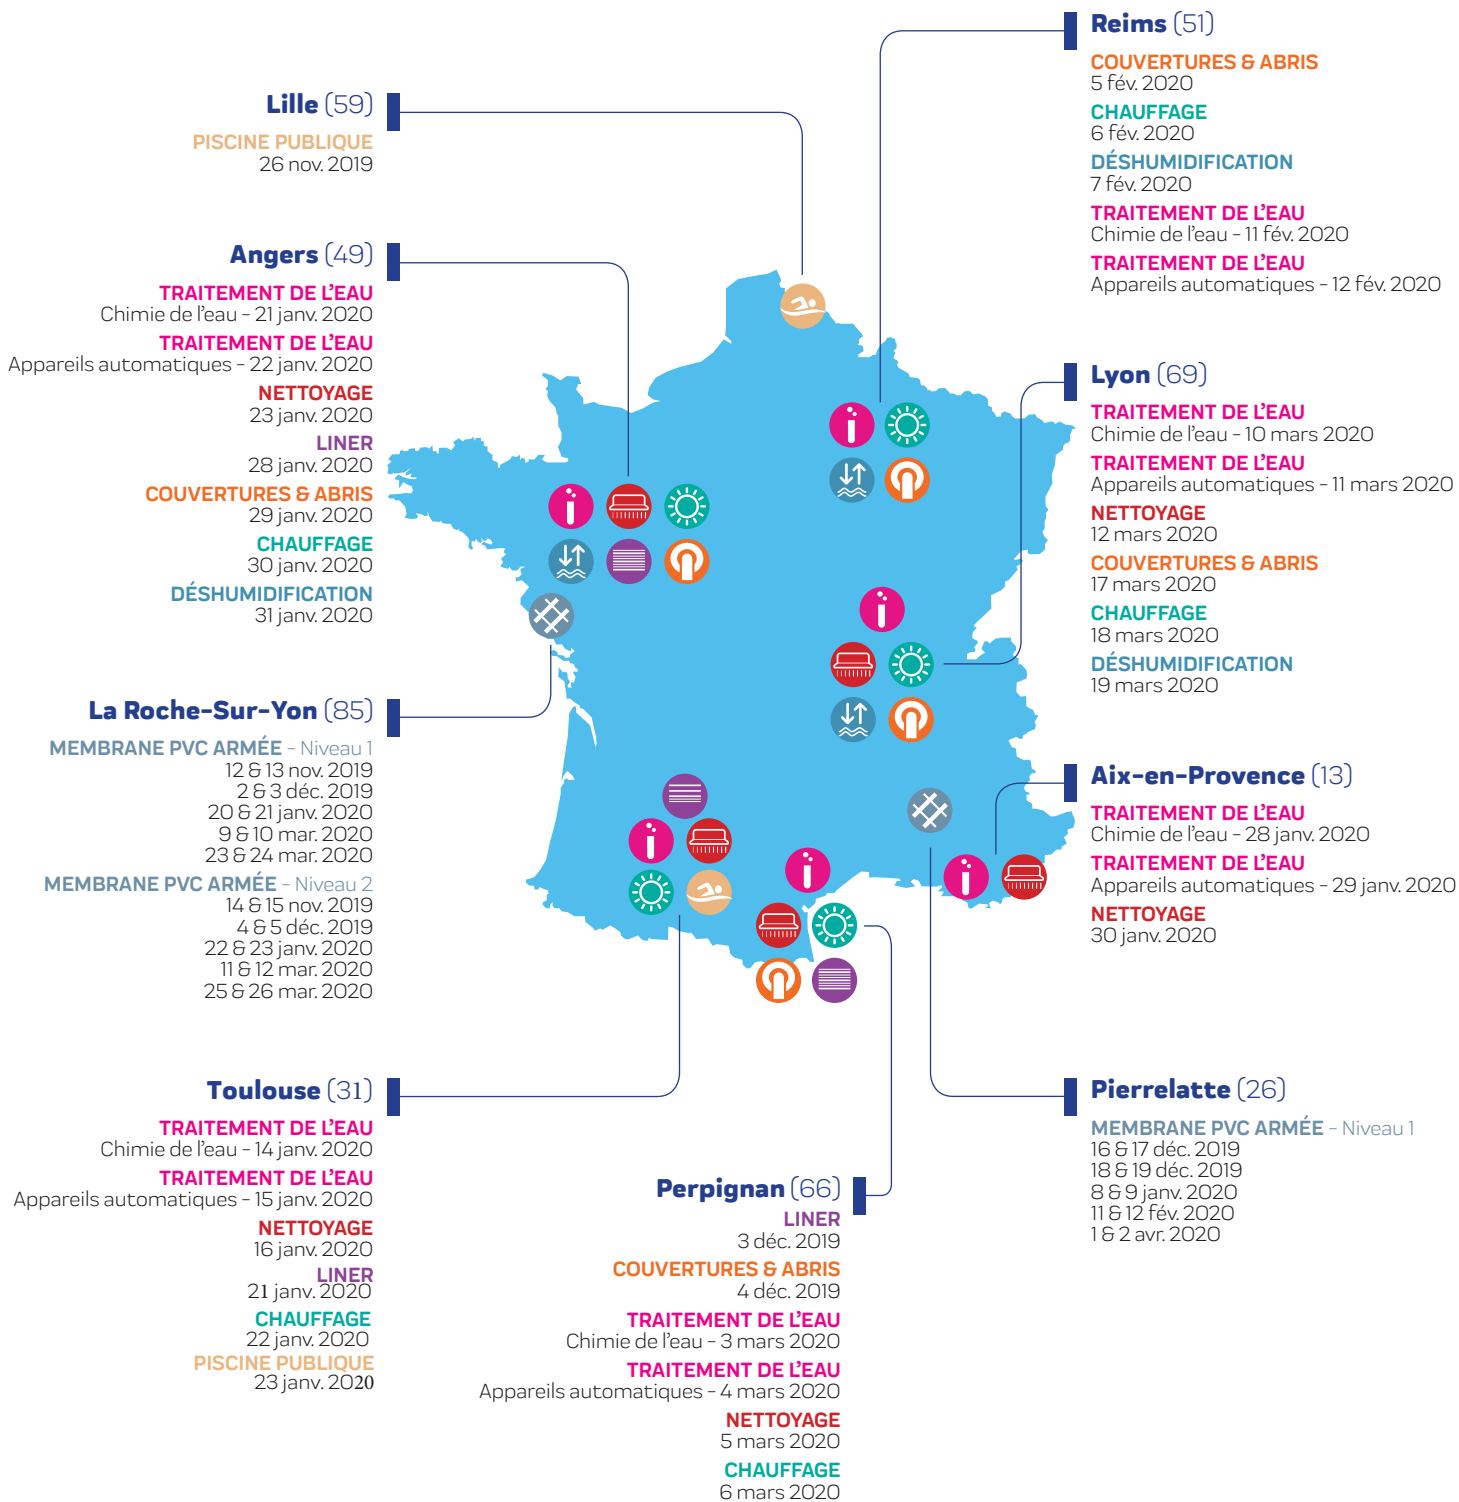 Lille (59)
PISCINE PUBLIQUE
26 nov. 2019
Angers (49)
TRAITEMENT DE L'EAU
Chimie de l'eau - 21 janv. 2020
TRAITEMENT DE L'EAU
Appareils automatiques - 22 janv. 2020
NETTOYAGE
23 janv. 2020
LINER
28 janv. 2020
COUVERTURES & ABRIS
29 janv. 2020
CHAUFFAGE
30 janv. 2020
DÉSHUMIDIFICATION
31 janv. 2020
La Roche-Sur-Yon (85)
MEMBRANE PVC ARMÉE - Niveau 1
12 & 13 nov. 2019
2 & 3 déc. 2019
20 & 21 janv. 2020
9 & 10 mar. 2020
23 & 24 mar. 2020
MEMBRANE PVC ARMÉE - Niveau 2
14 & 15 nov. 2019
4 & 5 déc. 2019
22 & 23 janv. 2020
11 & 12 mar. 2020
25 & 26 mar. 2020
Toulouse (31)
TRAITEMENT DE L'EAU
Chimie de l'eau - 14 janv. 2020
TRAITEMENT DE L'EAU
Appareils automatiques - 15 janv. 2020
NETTOYAGE
16 janv. 2020
LINER
21 janv. 2020
CHAUFFAGE
22 janv. 2020
PISCINE PUBLIQUE
23 janv. 2020
Perpignan (66)
LINER
3 déc. 2019
COUVERTURES & ABRIS
4 déc. 2019
TRAITEMENT DE L'EAU
Chimie de l'eau - 3 mars 2020
TRAITEMENT DE L'EAU
Appareils automatiques - 4 mars 2020
NETTOYAGE
5 mars 2020
CHAUFFAGE
6 mars 2020
Reims (51)
COUVERTURES & ABRIS
5 fév. 2020
CHAUFFAGE
6 fév. 2020
DÉSHUMIDIFICATION
7 fév. 2020
TRAITEMENT DE L'EAU
Chimie de l'eau - 11 fév. 2020
TRAITEMENT DE L'EAU
Appareils automatiques - 12 fév. 2020
Lyon (69)
TRAITEMENT DE L'EAU
Chimie de l'eau - 10 mars 2020
TRAITEMENT DE L'EAU
Appareils automatiques - 11 mars 2020
NETTOYAGE
12 mars 2020
COUVERTURES & ABRIS
17 mars 2020
CHAUFFAGE
18 mars 2020
DÉSHUMIDIFICATION
19 mars 2020
Aix-en-Provence (13)
TRAITEMENT DE L'EAU
Chimie de l'eau - 28 janv. 2020
TRAITEMENT DE L'EAU
Appareils automatiques - 29 janv. 2020
NETTOYAGE
30 janv. 2020
Pierrelatte (26)
MEMBRANE PVC ARMÉE - Niveau 1
16 & 17 déc. 2019
18 & 19 déc. 2019
8 & 9 janv. 2020
11 & 12 fév. 2020
1 & 2 avr. 2020